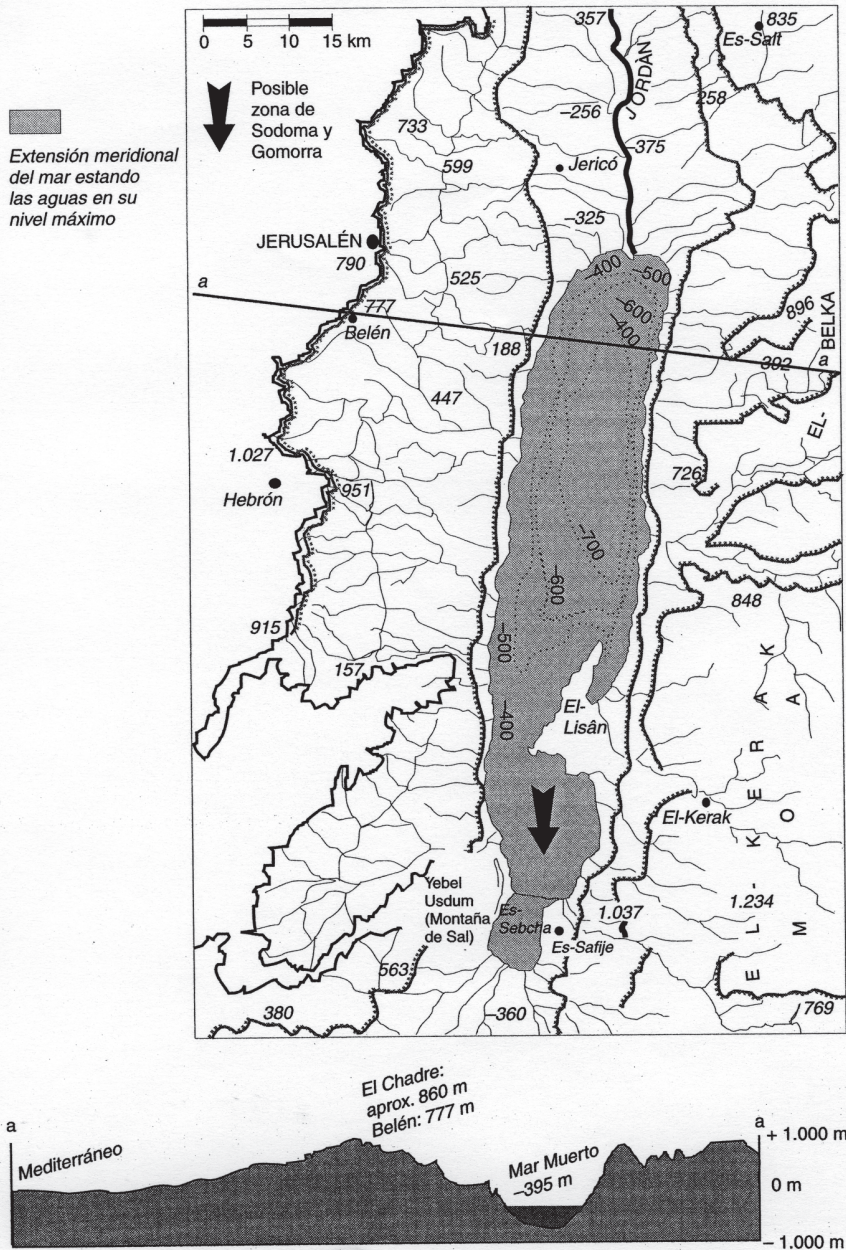 0 5 10 15 km
Posible
zona de
Sodoma y
Gomorra
Extensión meridional
del mar estando
las aguas en su
nivel máximo
357
835
Es-Salt
JORDÀN
258
–256
733
–375
599
Jericó
–325
JERUSALÉN
790
–400
–500
525
a
777
–600
–400
896
BELKA
Belén
188
392
a
447
EL-
1.027
726
951
Hebrón
–700
–600
848
915
–500
157
El-
Lisân
–400
El-Kerak
EL-KERAK
MOA
1.234
Yebel
Usdum
(Montaña
de Sal)
Es-
Sebcha
1.037
Es-Safije
563
380
–360
769
El Chadre:
aprox. 860 m
Belén: 777 m
a
a
+ 1.000 m
Mediterráneo
Mar Muerto
–395 m
0 m
– 1.000 m